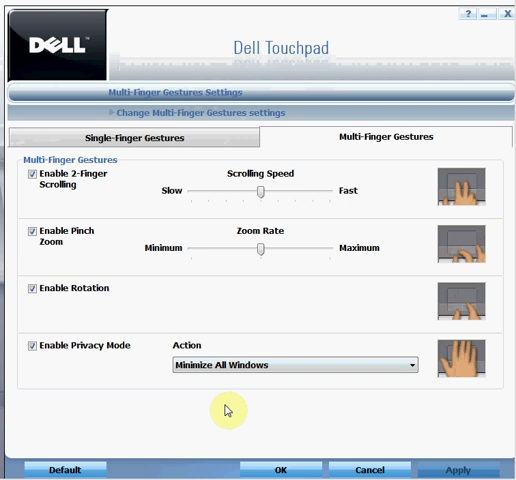 ? – X
DELL™
Dell Touchpad
Multi-Finger Gestures Settings
Change Multi-Finger Gestures settings
Single-Finger Gestures
Multi-Finger Gestures
Multi-Finger Gestures
Enable 2-Finger
Scrolling
Scrolling Speed
Slow
Fast
Enable Pinch
Zoom
Zoom Rate
Minimum
Maximum
Enable Rotation
Enable Privacy Mode
Action
Minimize All Windows
Default
OK
Cancel
Apply